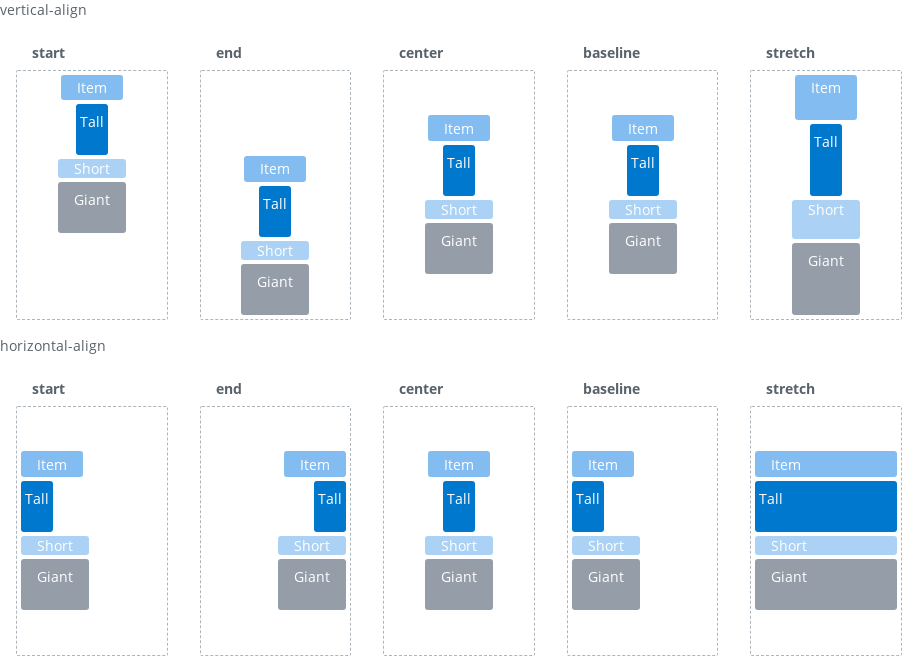 vertical-align
start end center baseline stretch
Item Item Item Item Item
Tall Tall Tall Tall Tall
Short Short Short Short Short
Giant Giant Giant Giant Giant
horizontal-align
start end center baseline stretch
Item Item Item Item Item
Tall Tall Tall Tall Tall
Short Short Short Short Short
Giant Giant Giant Giant Giant